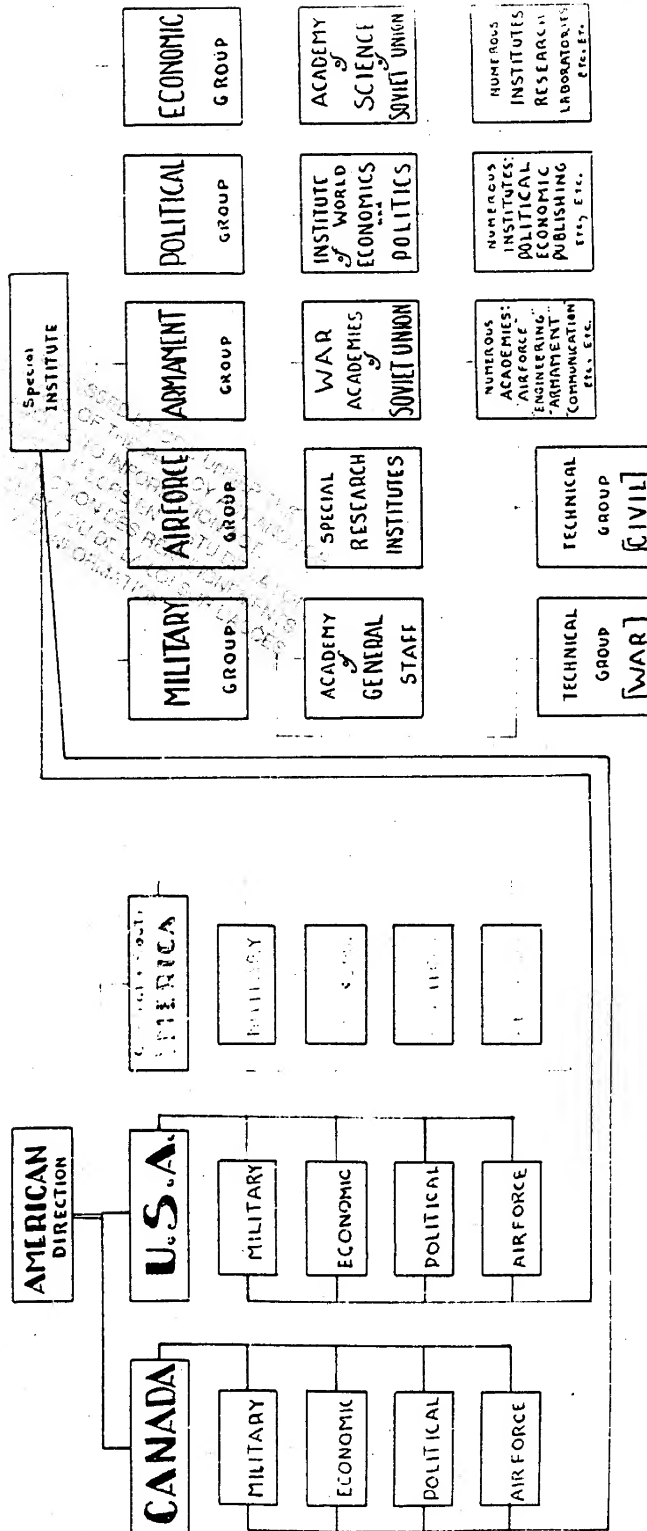 AMERICAN
DIRECTION
CANADA
MILITARY
ECONOMIC
POLITICAL
AIRFORCE
U.S.A.
MILITARY
ECONOMIC
POLITICAL
AIRFORCE
AMERICA
MILITARY
Special
INSTITUTE
MILITARY
GROUP
AIRFORCE
GROUP
ARMAMENT
GROUP
POLITICAL
GROUP
ECONOMIC
GROUP
ACADEMY
of
GENERAL
STAFF
SPECIAL
RESEARCH
INSTITUTES
WAR
ACADEMIES
of
SOVIET UNION
INSTITUTE
of WORLD
ECONOMICS
and
POLITICS
ACADEMY
of
SCIENCE
of
SOVIET UNION
TECHNICAL
GROUP
[WAR]
TECHNICAL
GROUP
[CIVIL]
NUMEROUS
ACADEMIES:
"AIRFORCE"
"ENGINEERING"
"ARMAMENT"
"COMMUNICATION"
Etc., Etc.
NUMEROUS
INSTITUTES:
POLITICAL
ECONOMIC
PUBLISHING
Etc., Etc.
NUMEROUS
INSTITUTES
RESEARCH
LABORATORIES
Etc. Etc.